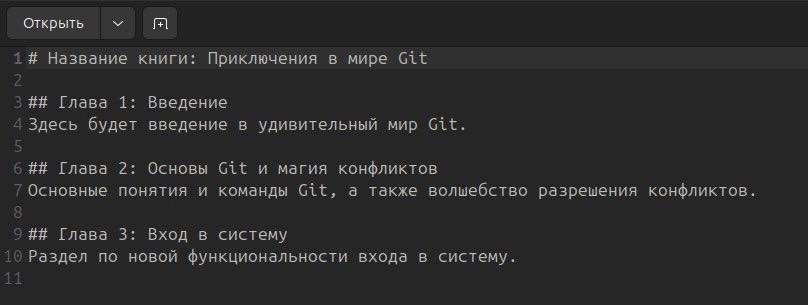 Открыть
1 # Название книги: Приключения в мире Git
2
3 ## Глава 1: Введение
4 Здесь будет введение в удивительный мир Git.
5
6 ## Глава 2: Основы Git и магия конфликтов
7 Основные понятия и команды Git, а также волшебство разрешения конфликтов.
8
9 ## Глава 3: Вход в систему
10 Раздел по новой функциональности входа в систему.
11